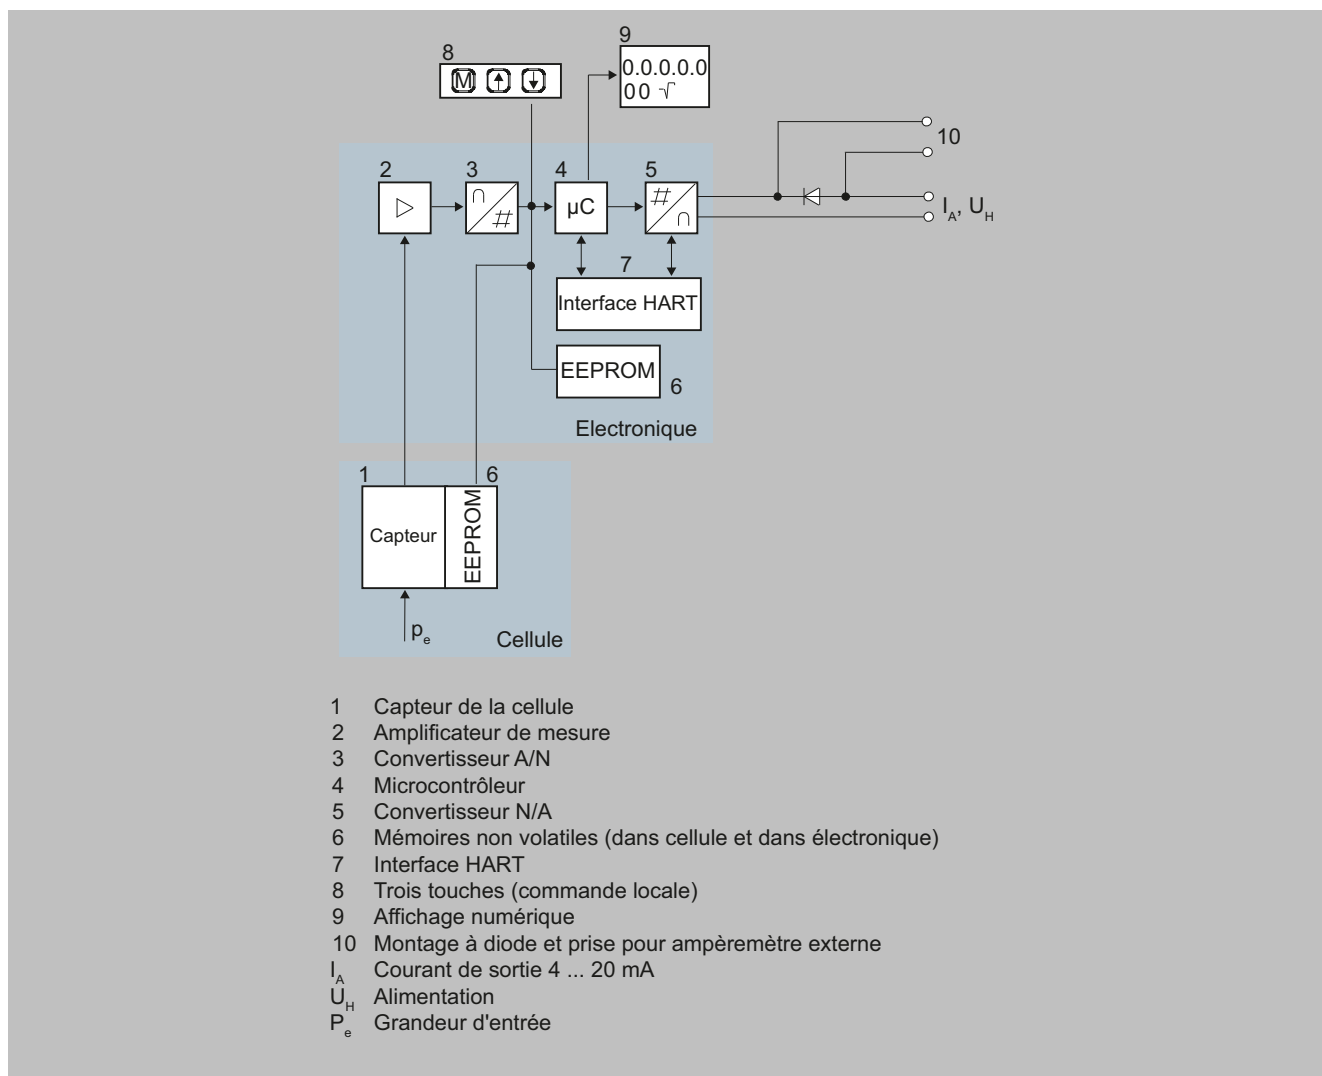 8
M
9
0.0.0.0.0
00 √
10
2
3
4
5
∩
#
µC
#
∩
I_A, U_H
7
Interface HART
EEPROM
6
Electronique
1
6
Capteur
EEPROM
p_e
Cellule
1 Capteur de la cellule
2 Amplificateur de mesure
3 Convertisseur A/N
4 Microcontrôleur
5 Convertisseur N/A
6 Mémoires non volatiles (dans cellule et dans électronique)
7 Interface HART
8 Trois touches (commande locale)
9 Affichage numérique
10 Montage à diode et prise pour ampèremètre externe
I_A Courant de sortie 4 ... 20 mA
U_H Alimentation
P_e Grandeur d'entrée